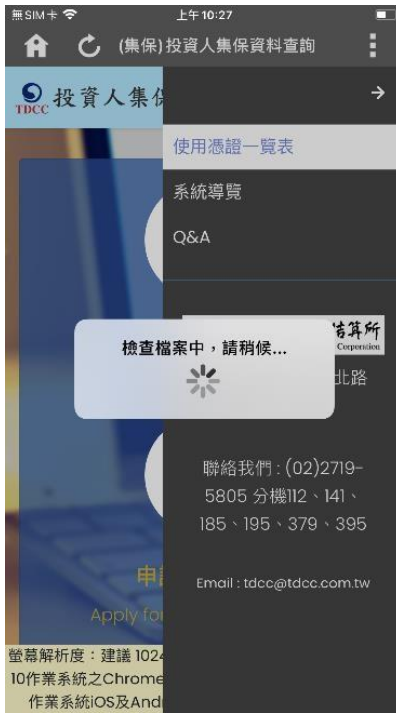 無SIM卡
上午10:27
(集保)投資人集保資料查詢
TDCC 投資人集保
使用憑證一覽表
系統導覽
Q&A
結算所
Corporation
檢查檔案中，請稍候...
北路
聯絡我們 : (02)2719-
5805 分機112、141、
185、195、379、395
Email : tdcc@tdcc.com.tw
申請
Apply for
螢幕解析度：建議 1024
10作業系統之Chrome
作業系統iOS及Andr